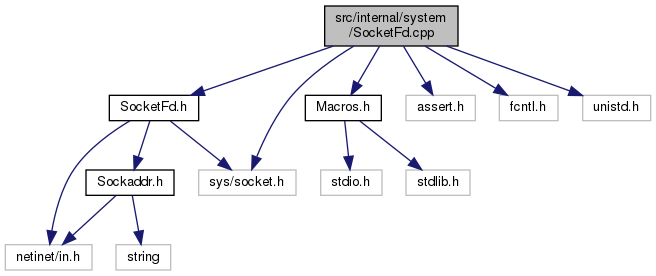 src/internal/system
/SocketFd.cpp
SocketFd.h
Macros.h
assert.h
fcntl.h
unistd.h
Sockaddr.h
sys/socket.h
stdio.h
stdlib.h
netinet/in.h
string